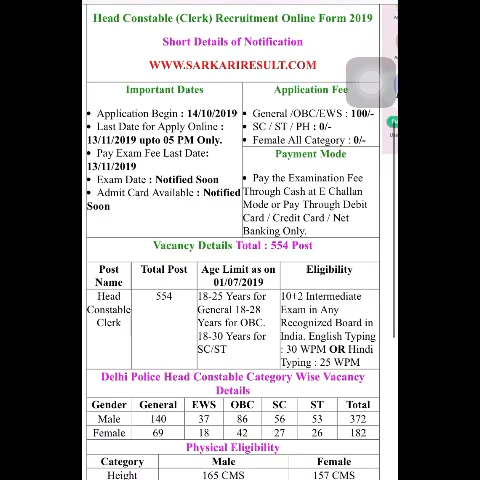 Head Constable (Clerk) Recruitment Online Form 2019
Short Details of Notification
WWW.SARKARIRESULT.COM
Important Dates
• Application Begin : 14/10/2019
• Last Date for Apply Online :
13/11/2019 upto 05 PM Only.
• Pay Exam Fee Last Date:
13/11/2019
• Exam Date : Notified Soon
• Admit Card Available : Notified
Soon
Application Fee
• General /OBC/EWS : 100/-
• SC / ST / PH : 0/-
• Female All Category : 0/-
Payment Mode
• Pay the Examination Fee
Through Cash at E Challan
Mode or Pay Through Debit
Card / Credit Card / Net
Banking Only.
Vacancy Details Total : 554 Post
Post Name Total Post Age Limit as on 01/07/2019 Eligibility
Head Constable Clerk
554
18-25 Years for
General 18-28
Years for OBC.
18-30 Years for
SC/ST
10+2 Intermediate
Exam in Any
Recognized Board in
India. English Typing
: 30 WPM OR Hindi
Typing : 25 WPM
Delhi Police Head Constable Category Wise Vacancy
Details
Gender General EWS OBC SC ST Total
Male 140 37 86 56 53 372
Female 69 18 42 27 26 182
Physical Eligibility
Category Male Female
Height 165 CMS 157 CMS